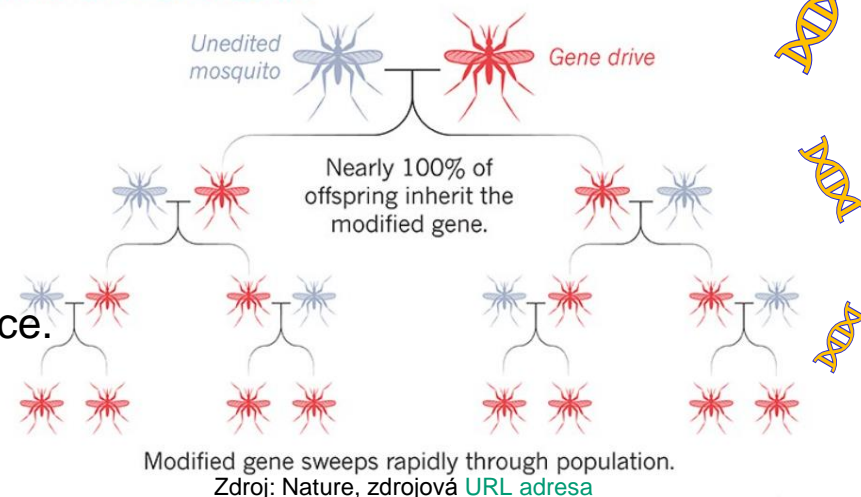 Unedited
mosquito
Gene drive
Nearly 100% of
offspring inherit the
modified gene.
ce.
Modified gene sweeps rapidly through population.
Zdroj: Nature, zdrojová URL adresa